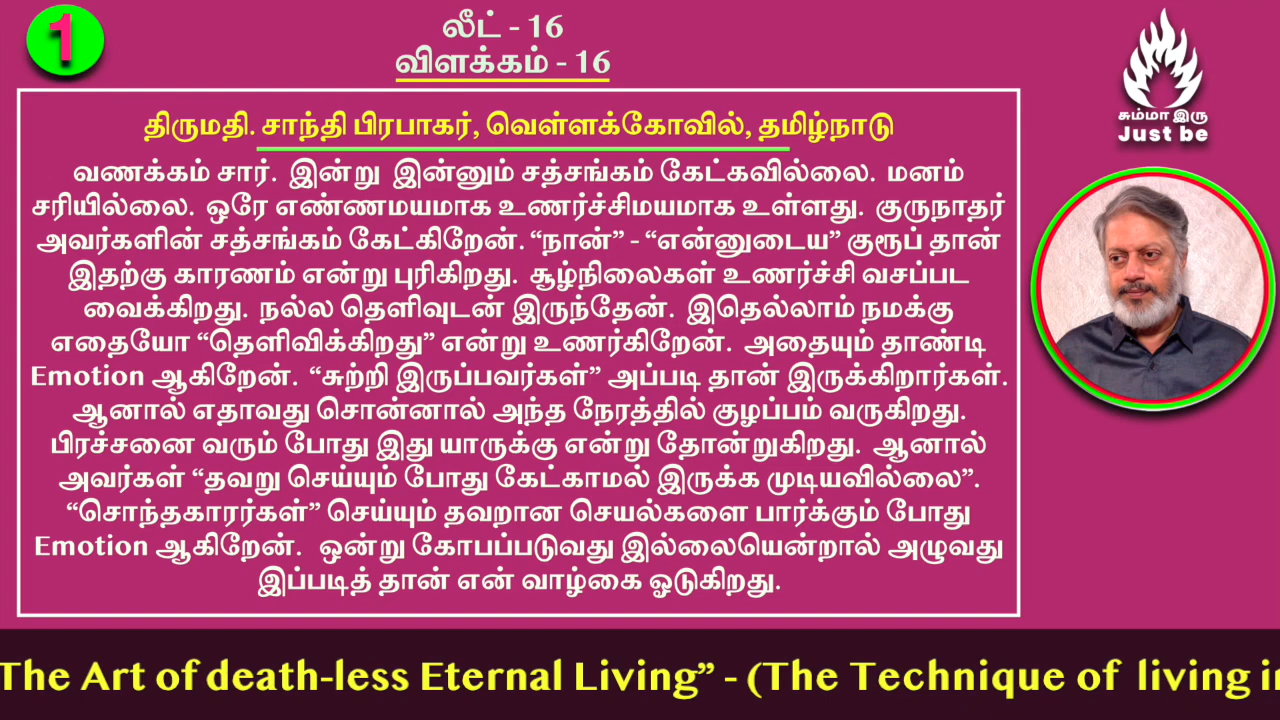 1
லீட் - 16
விளக்கம் - 16
சும்மா இரு
Just be
திருமதி. சாந்தி பிரபாகர், வெள்ளக்கோவில், தமிழ்நாடு
வணக்கம் சார். இன்று இன்னும் சத்சங்கம் கேட்கவில்லை. மனம்
சரியில்லை. ஒரே எண்ணமயமாக உணர்ச்சிமயமாக உள்ளது. குருநாதர்
அவர்களின் சத்சங்கம் கேட்கிறேன். “நான்” - “என்னுடைய” குரூப் தான்
இதற்கு காரணம் என்று புரிகிறது. சூழ்நிலைகள் உணர்ச்சி வசப்பட
வைக்கிறது. நல்ல தெளிவுடன் இருந்தேன். இதெல்லாம் நமக்கு
எதையோ “தெளிவிக்கிறது” என்று உணர்கிறேன். அதையும் தாண்டி
Emotion ஆகிறேன். “சுற்றி இருப்பவர்கள்” அப்படி தான் இருக்கிறார்கள்.
ஆனால் எதாவது சொன்னால் அந்த நேரத்தில் குழப்பம் வருகிறது.
பிரச்சனை வரும் போது இது யாருக்கு என்று தோன்றுகிறது. ஆனால்
அவர்கள் “தவறு செய்யும் போது கேட்காமல் இருக்க முடியவில்லை”.
“சொந்தகாரர்கள்” செய்யும் தவறான செயல்களை பார்க்கும் போது
Emotion ஆகிறேன். ஒன்று கோபப்படுவது இல்லையென்றால் அழுவது
இப்படித் தான் என் வாழ்கை ஓடுகிறது.
The Art of death-less Eternal Living” - (The Technique of living in